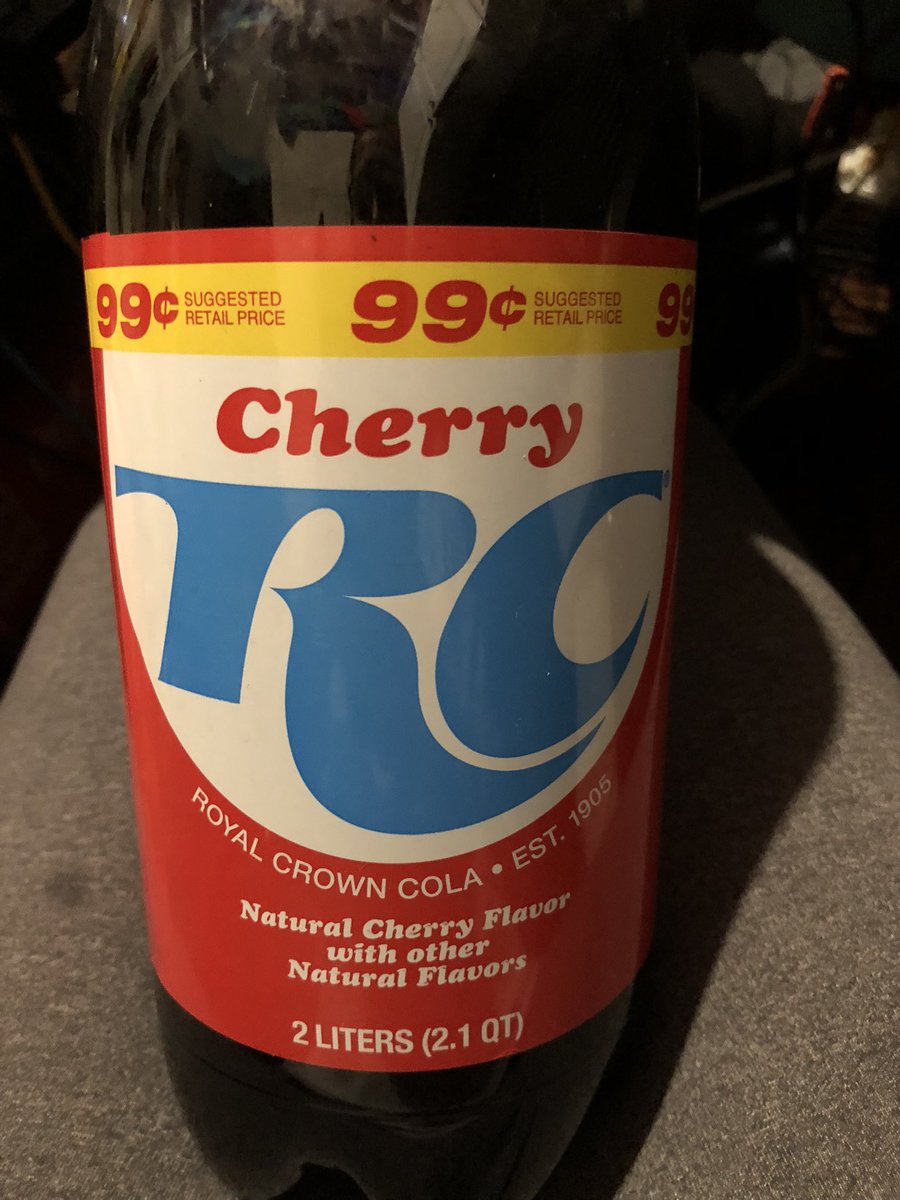 99¢ SUGGESTED RETAIL PRICE 99¢ SUGGESTED RETAIL PRICE 99
Cherry
RC®
ROYAL CROWN COLA • EST. 1905
Natural Cherry Flavor
with other
Natural Flavors
2 LITERS (2.1 QT)